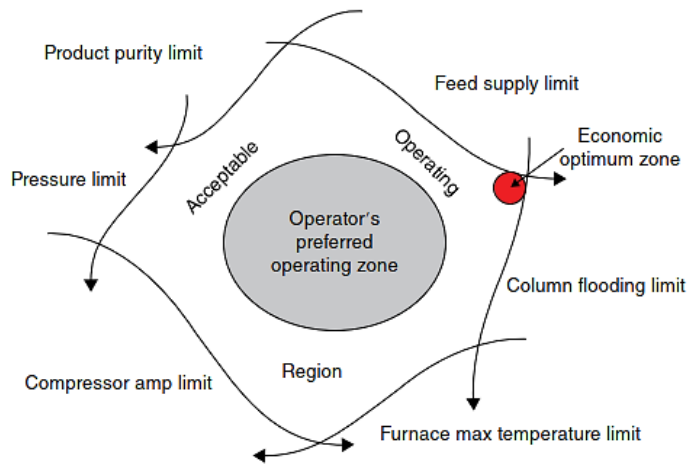 Product purity limit
Feed supply limit
Economic
optimum zone
Acceptable
Operating
Pressure limit
Operator's
preferred
operating zone
Column flooding limit
Region
Compressor amp limit
Furnace max temperature limit